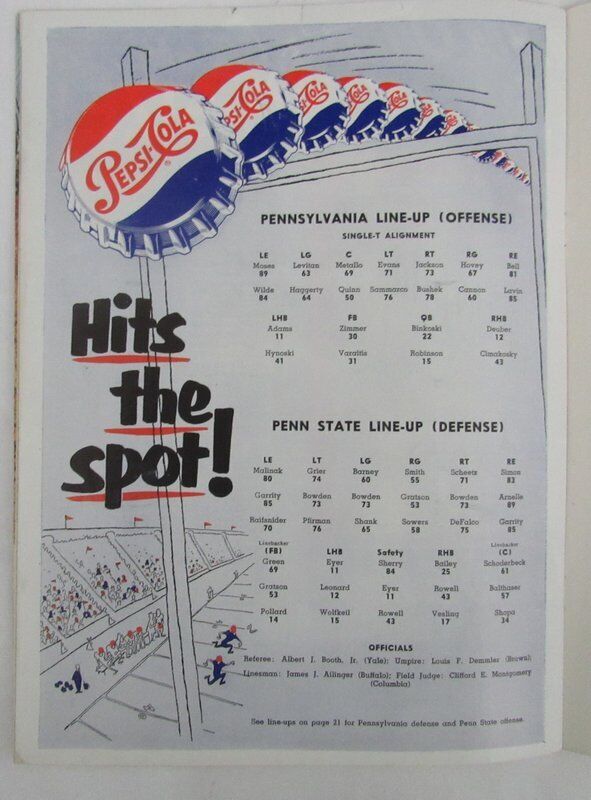 PEPSI-COLA
PEPSI-COLA
PEPSI-COLA
Hits
the
spot!
PENNSYLVANIA LINE-UP (OFFENSE)
SINGLE-T ALIGNMENT
LE LG C LT RT RG RE
Moses Levitan Metallo Evans Jackson Hovey Bell
89 63 69 71 73 67 81
Wilde Haggerty Quinn Sammarco Bushek Cannon Lavin
84 64 50 76 78 60 85
LHB FB QB RHB
Adams Zimmer Binkoski Deuber
11 30 22 12
Hynoski Varaitis Robinson Cimakosky
41 31 15 43
PENN STATE LINE-UP (DEFENSE)
LE LT LG RG RT RE
Malinak Grier Barney Smith Scheetz Simon
80 74 60 55 71 83
Garrity Bowden Bowden Gratson Bowden Arnelle
85 73 73 53 73 89
Raifsnider Pfirman Shank Sowers DeFalco Garrity
70 76 65 58 75 85
Linebacker Linebacker
(FB) LHB Safety RHB (C)
Green Eyer Sherry Bailey Schoderbeck
69 11 84 25 61
Gratson Leonard Eyer Rowell Balthaser
53 12 11 43 57
Pollard Wolfkeil Rowell Vesling Shopa
14 15 43 17 34
OFFICIALS
Referee: Albert J. Booth, Jr. (Yale); Umpire: Louis F. Demmler (Brown);
Linesman: James J. Ailinger (Buffalo); Field Judge: Clifford E. Montgomery
(Columbia)
See line-ups on page 21 for Pennsylvania defense and Penn State offense.